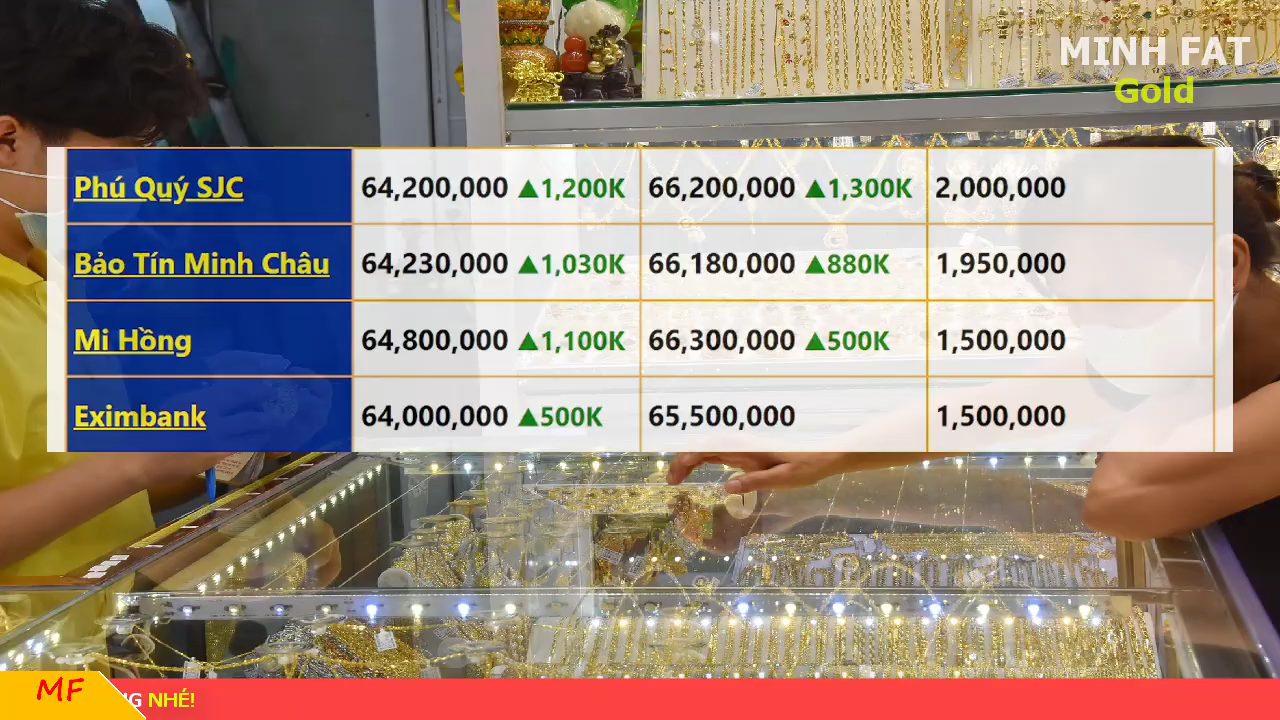 MINH FAT
Gold
Phú Quý SJC 64,200,000 ▲1,200K 66,200,000 ▲1,300K 2,000,000
Bảo Tín Minh Châu 64,230,000 ▲1,030K 66,180,000 ▲880K 1,950,000
Mi Hồng 64,800,000 ▲1,100K 66,300,000 ▲500K 1,500,000
Eximbank 64,000,000 ▲500K 65,500,000 1,500,000
MF NHÉ!